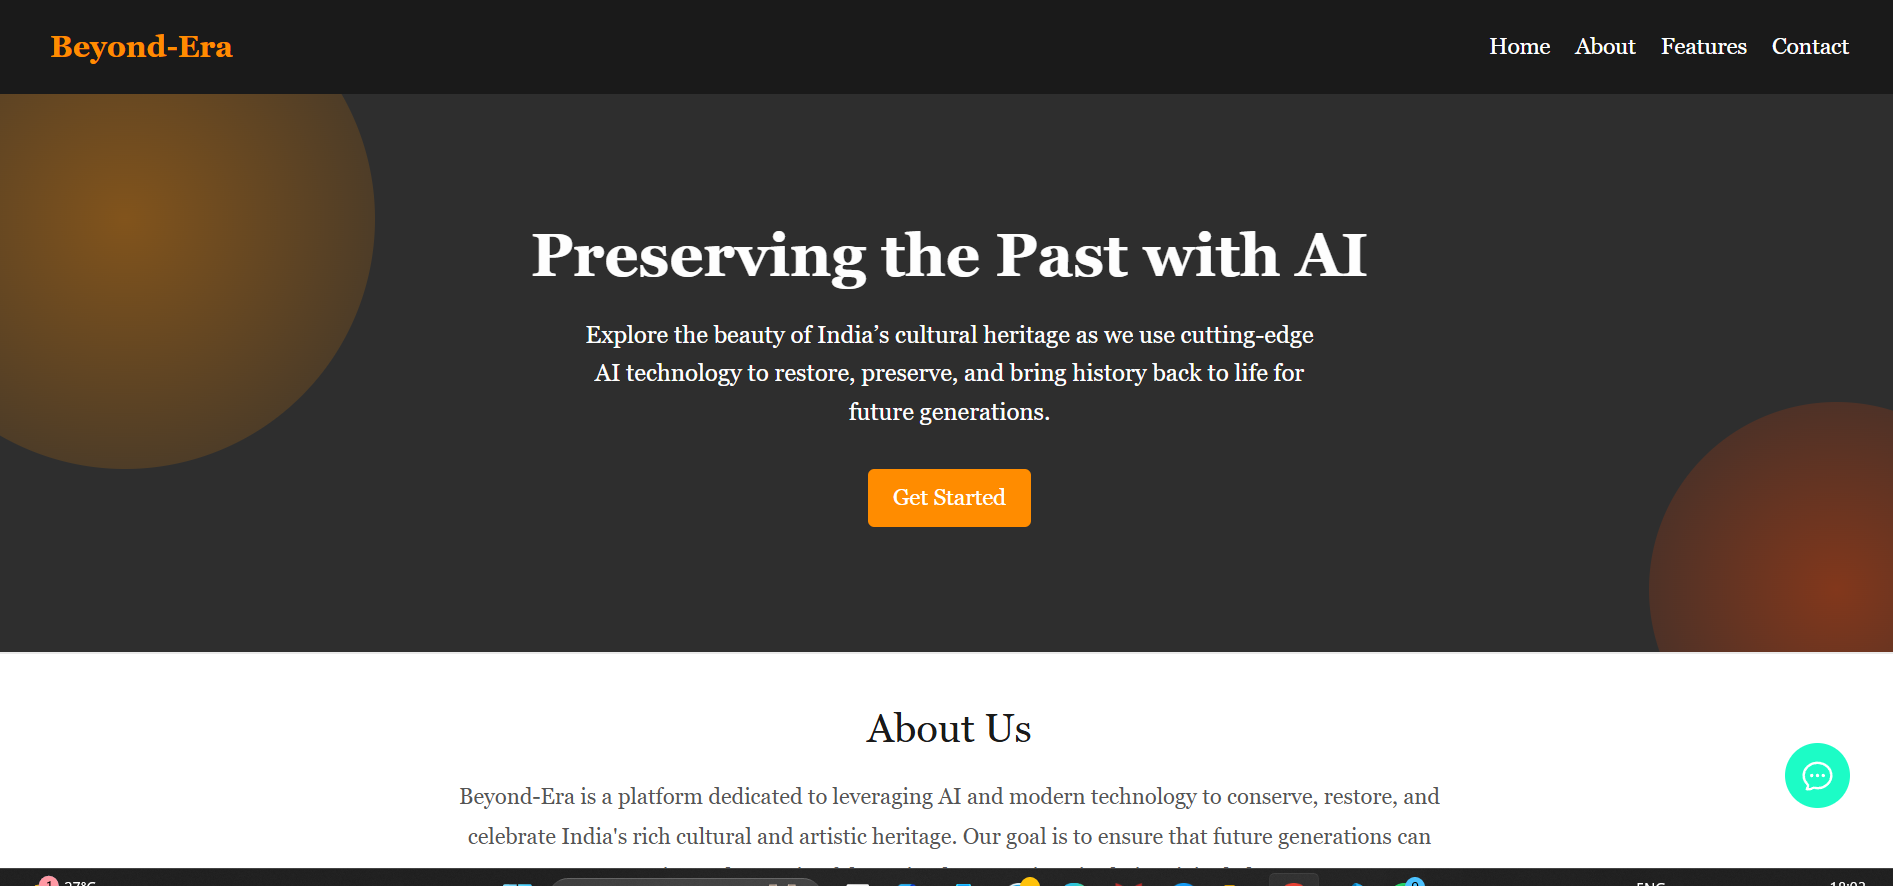 Beyond-Era
Home About Features Contact
Preserving the Past with AI
Explore the beauty of India’s cultural heritage as we use cutting-edge
AI technology to restore, preserve, and bring history back to life for
future generations.
Get Started
About Us
Beyond-Era is a platform dedicated to leveraging AI and modern technology to conserve, restore, and
celebrate India's rich cultural and artistic heritage. Our goal is to ensure that future generations can